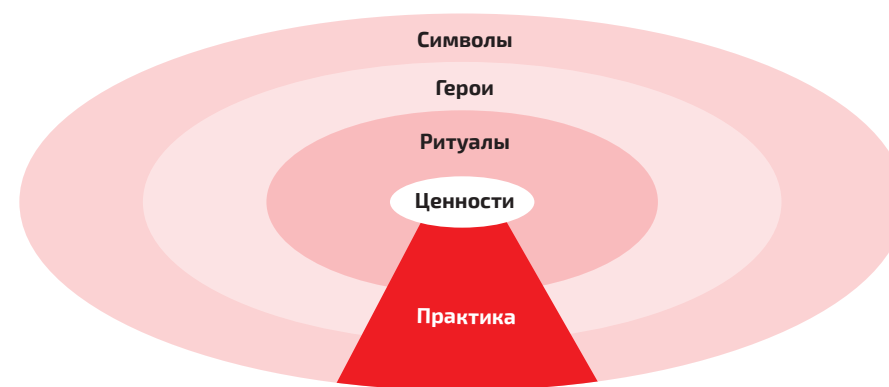 Символы
Герои
Ритуалы
Ценности
Практика